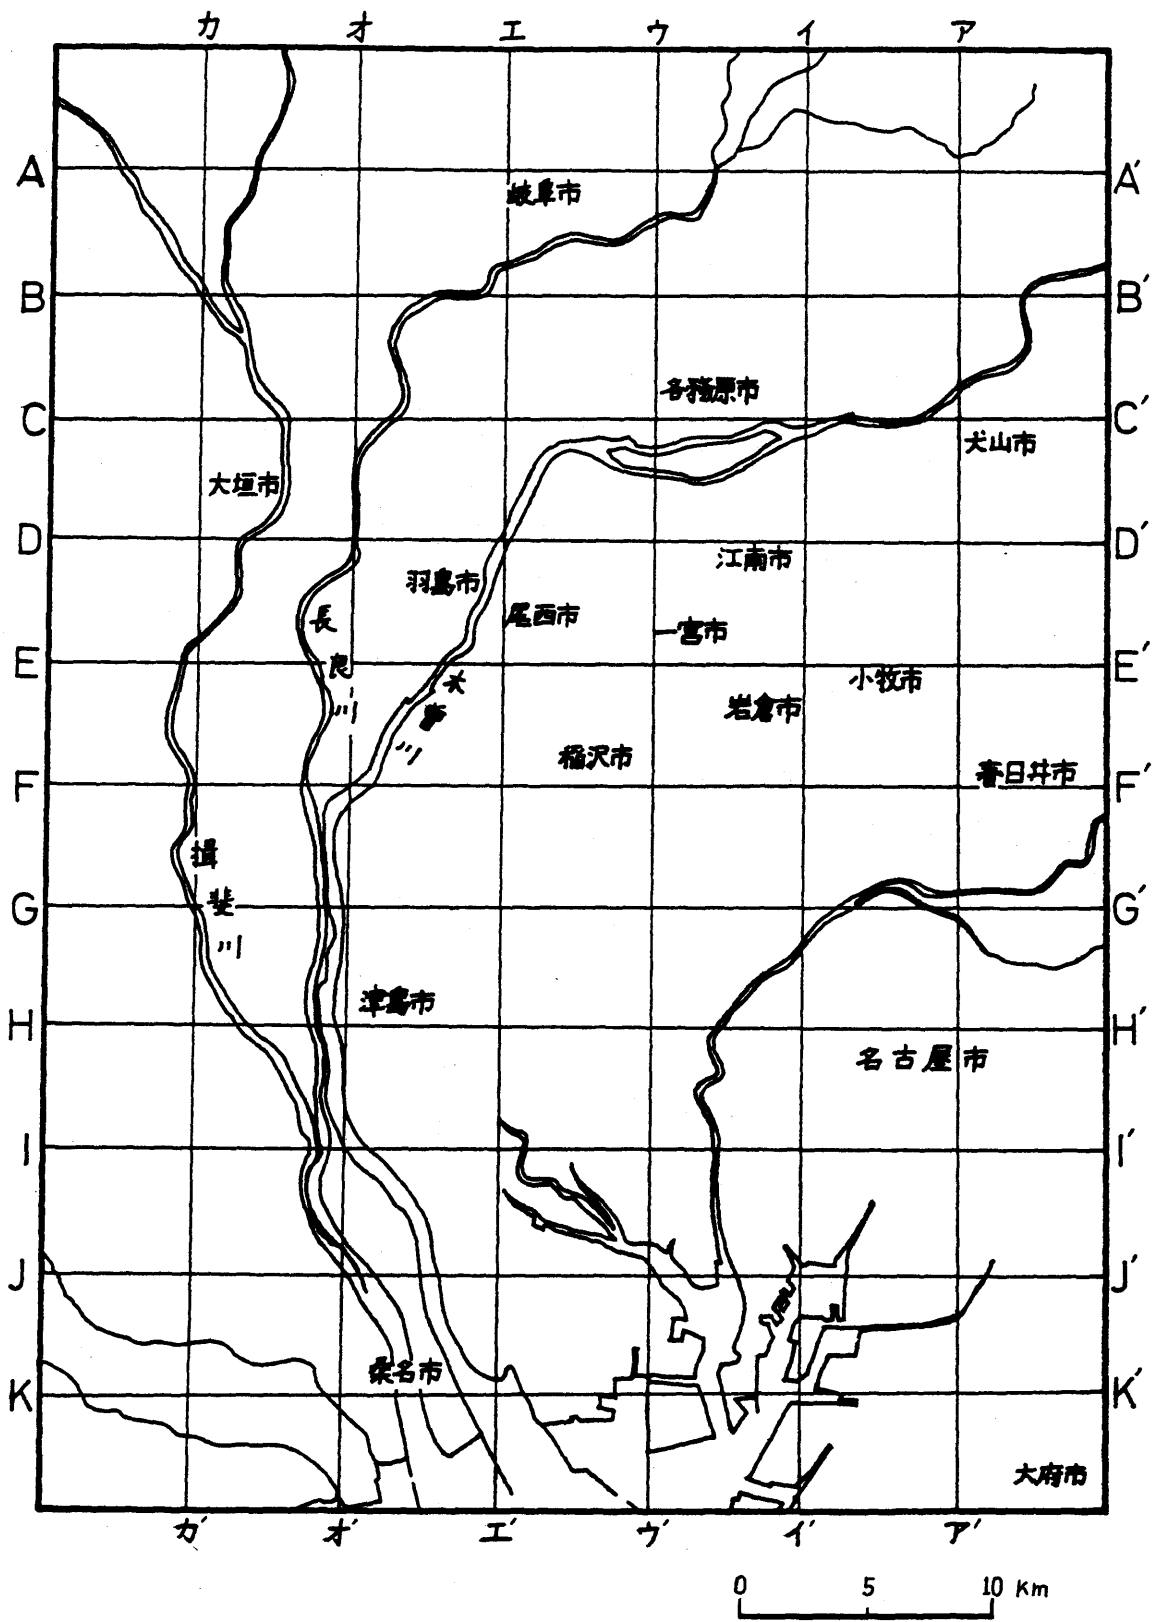 カ オ エ ウ イ ア
A A′
岐阜市
B B′
各務原市
C C′
犬山市
大垣市
D D′
江南市
羽島市
尾西市
長良川
一宮市
E E′
小牧市
木曽川
岩倉市
稲沢市
春日井市
F F′
揖斐川
G G′
津島市
H H′
名古屋市
I I′
J J′
桑名市
K K′
大府市
カ′ オ′ エ′ ウ′ イ′ ア′
0 5 10 Km